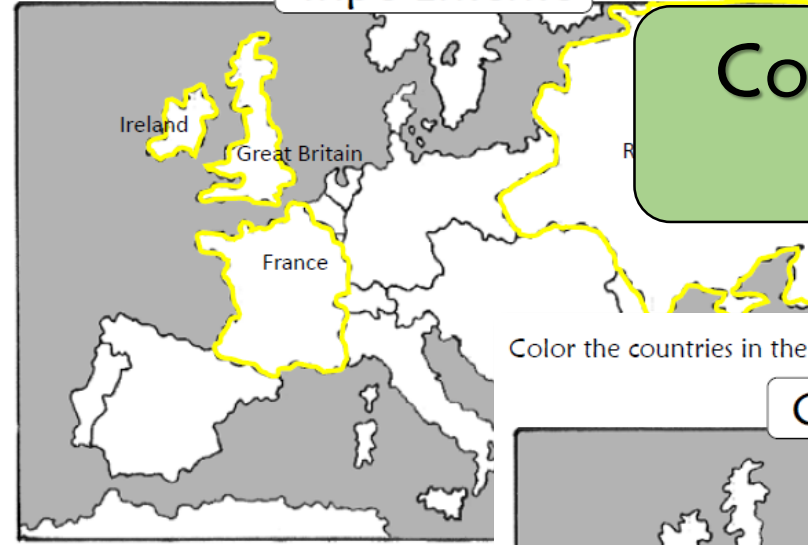 Ireland
Great Britain
R
France
Co
Color the countries in the
C